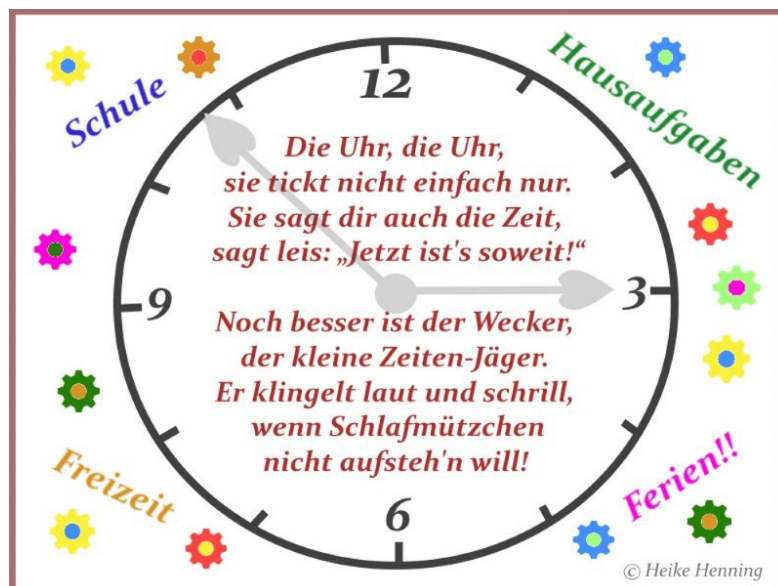 Schule
Hausaufgaben
12
Die Uhr, die Uhr,
sie tickt nicht einfach nur.
Sie sagt dir auch die Zeit,
sagt leis: „Jetzt ist's soweit!“
9
3
Noch besser ist der Wecker,
der kleine Zeiten-Jäger.
Er klingelt laut und schrill,
wenn Schlafmützchen
nicht aufsteh'n will!
Freizeit
6
Ferien!!
© Heike Henning